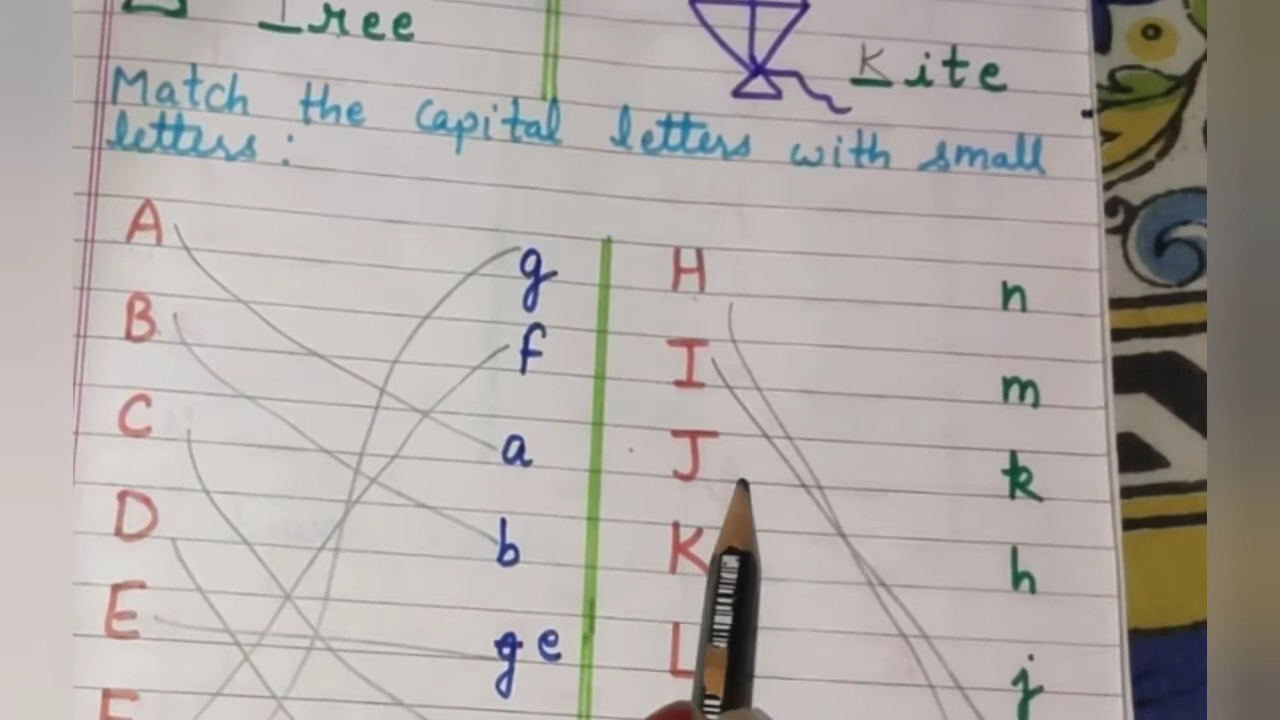 Tree
Kite
Match the capital letters with small
letters:
A g H n
B f I m
C a J k
D b K h
E g e L j
F